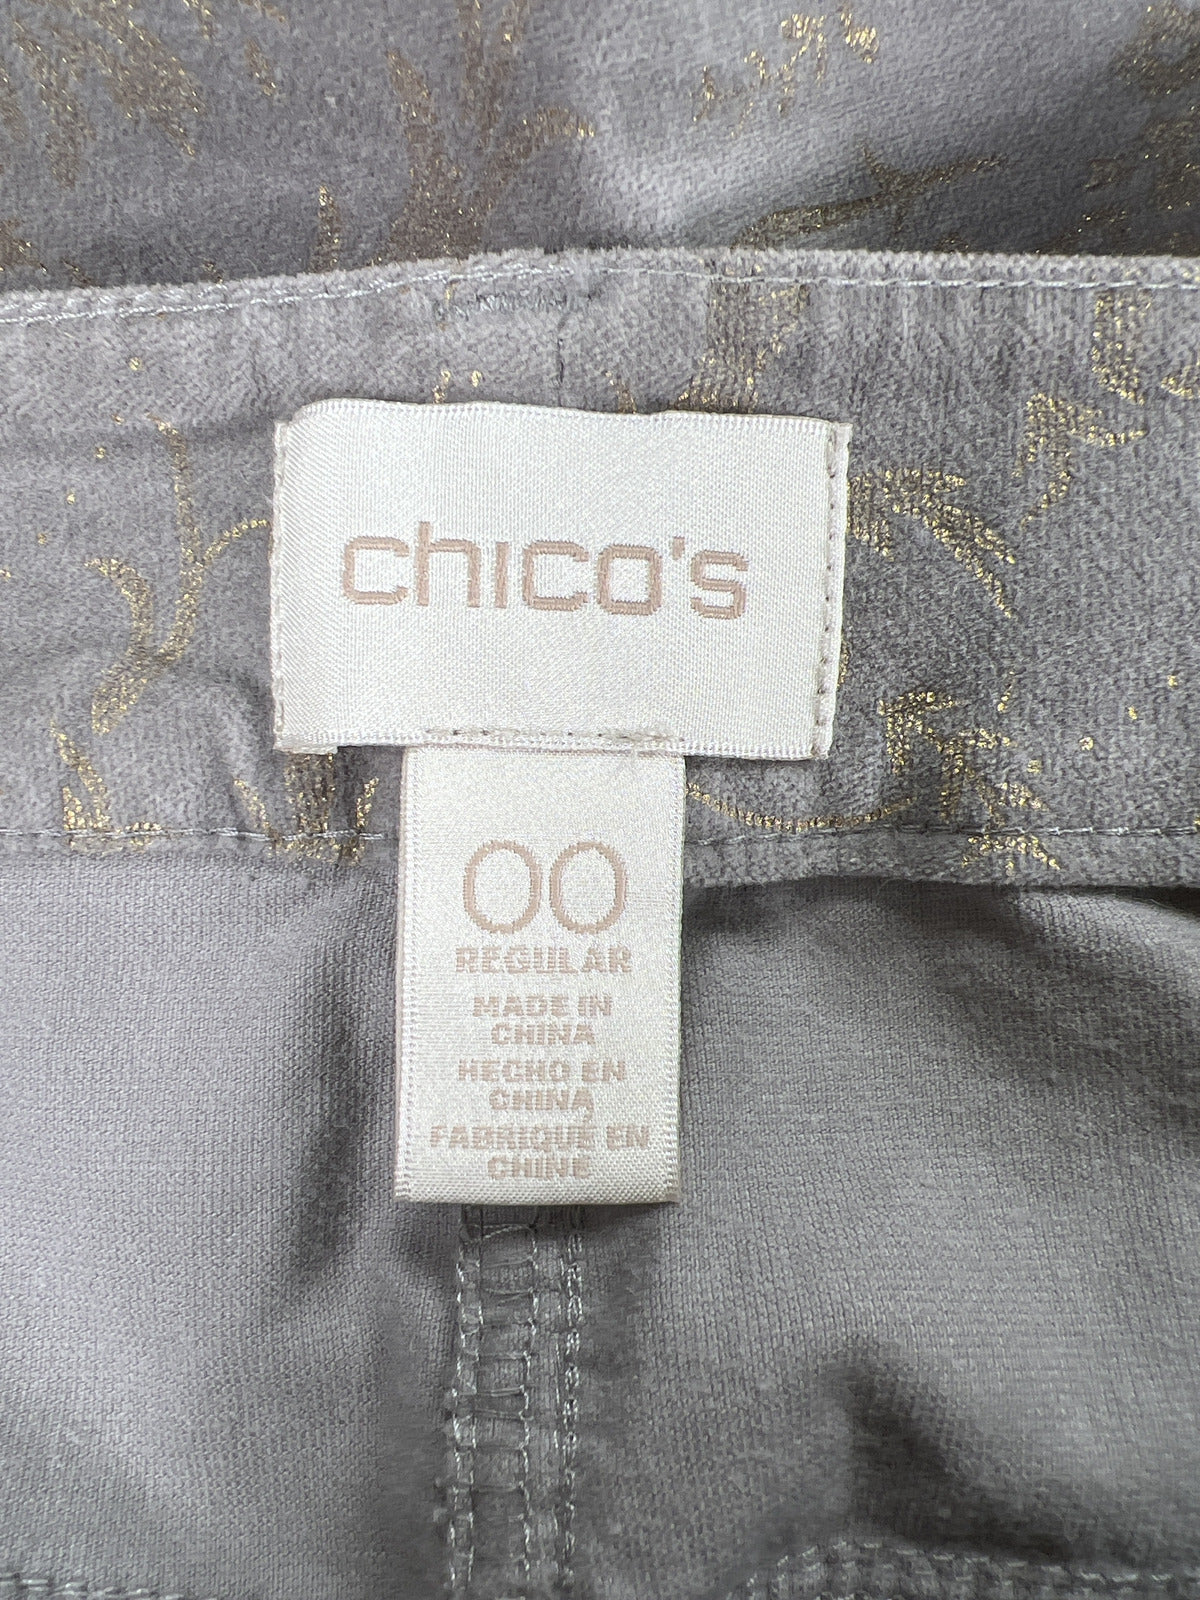 chico's
00
REGULAR
MADE IN
CHINA
HECHO EN
CHINA
FABRIQUÉ EN
CHINE